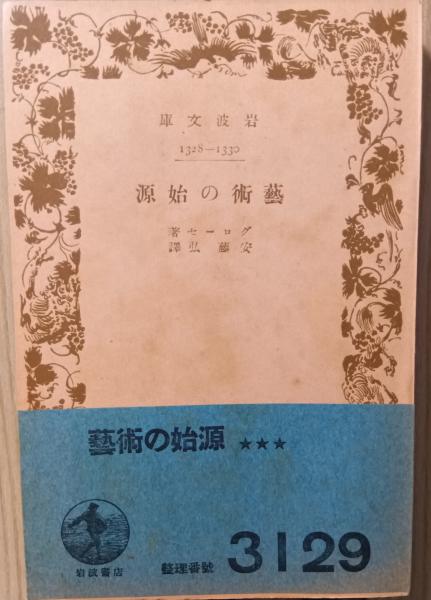 岩波文庫
1328—1330
藝術の始源
グローセ著
安藤弘譯
藝術の始源 ★★★
岩波書店
整理番號 3129